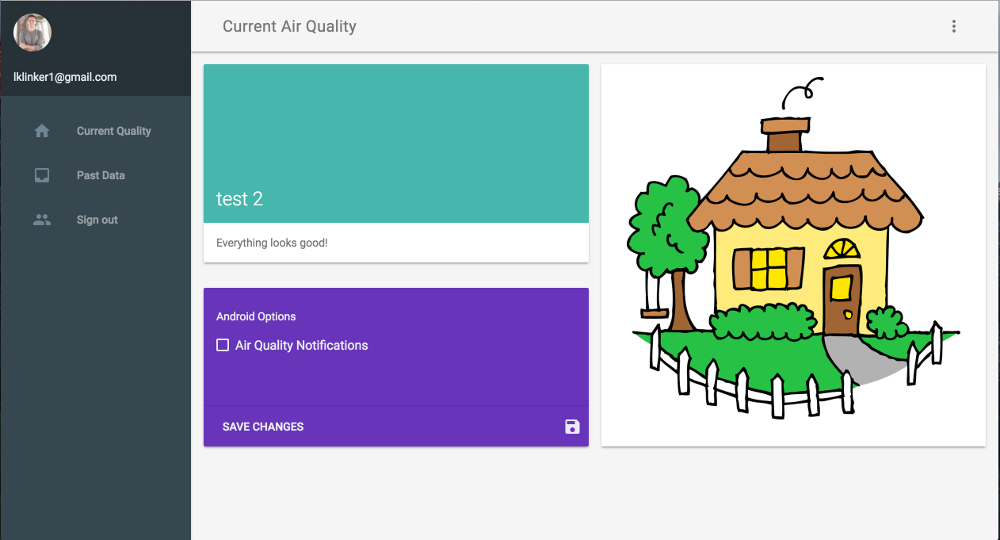 lklinker1@gmail.com
Current Quality
Past Data
Sign out
Current Air Quality
test 2
Everything looks good!
Android Options
Air Quality Notifications
SAVE CHANGES